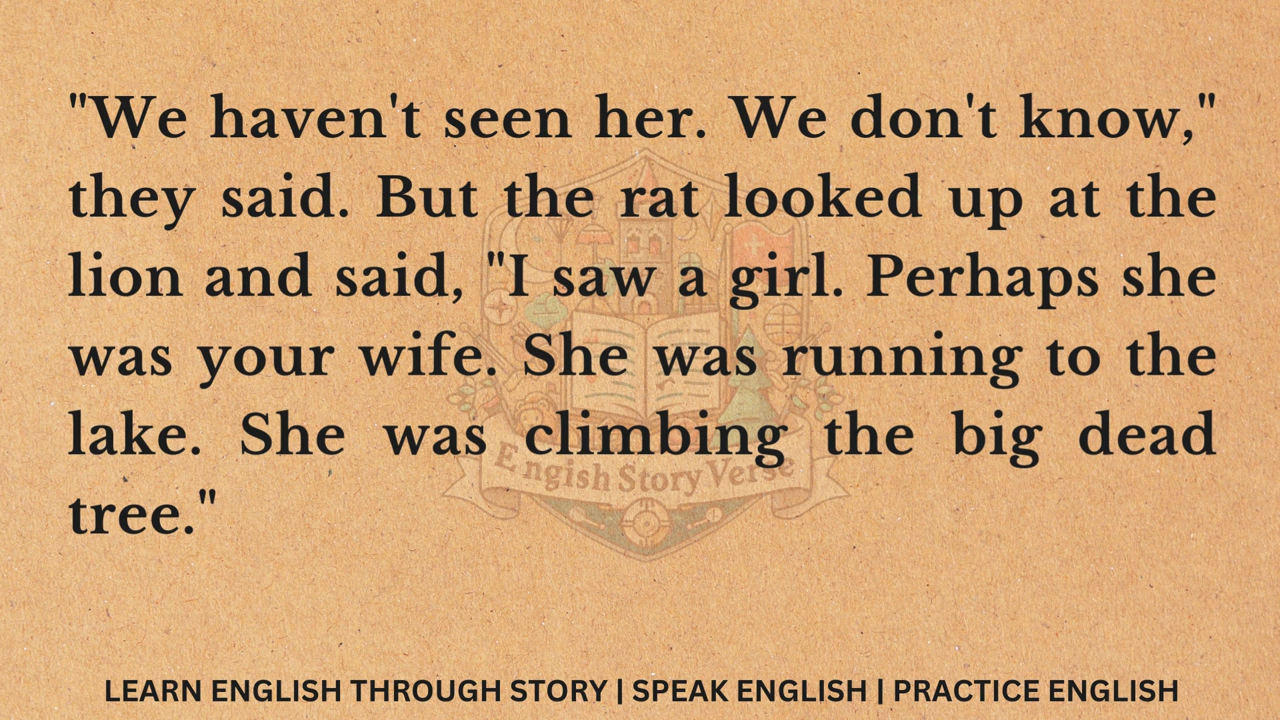 "We haven't seen her. We don't know,"
they said. But the rat looked up at the
lion and said, "I saw a girl. Perhaps she
was your wife. She was running to the
lake. She was climbing the big dead
tree."
Engish Story Verse
LEARN ENGLISH THROUGH STORY | SPEAK ENGLISH | PRACTICE ENGLISH